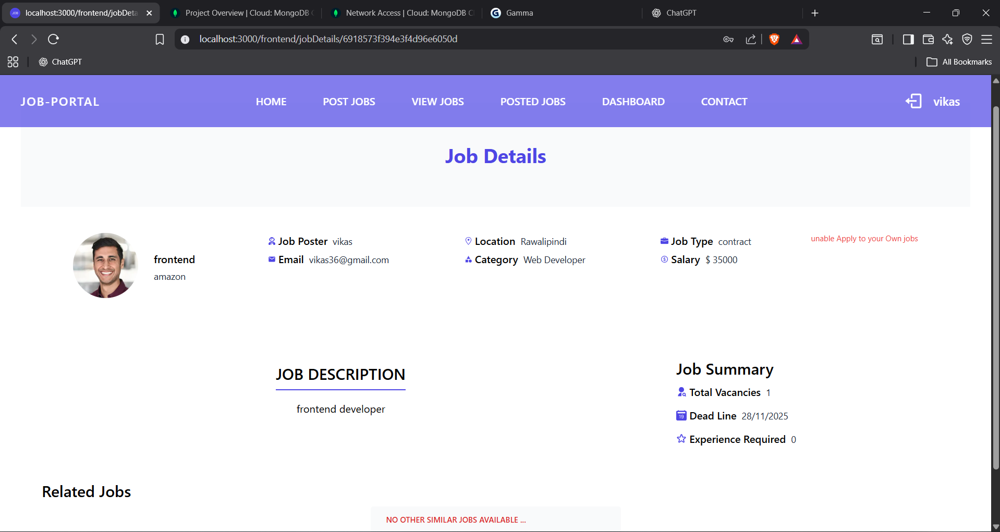 localhost:3000/frontend/jobDeta
Project Overview | Cloud: MongoDB C
Network Access | Cloud: MongoDB Cl
Gamma
ChatGPT
localhost:3000/frontend/jobDetails/6918573f394e3f4d96e6050d
ChatGPT
All Bookmarks
JOB-PORTAL
HOME
POST JOBS
VIEW JOBS
POSTED JOBS
DASHBOARD
CONTACT
vikas
Job Details
frontend
amazon
Job Poster vikas
Email vikas36@gmail.com
Location Rawalipindi
Category Web Developer
Job Type contract
Salary $ 35000
unable Apply to your Own jobs
JOB DESCRIPTION
frontend developer
Job Summary
Total Vacancies 1
19
Dead Line 28/11/2025
Experience Required 0
Related Jobs
NO OTHER SIMILAR JOBS AVAILABLE ...